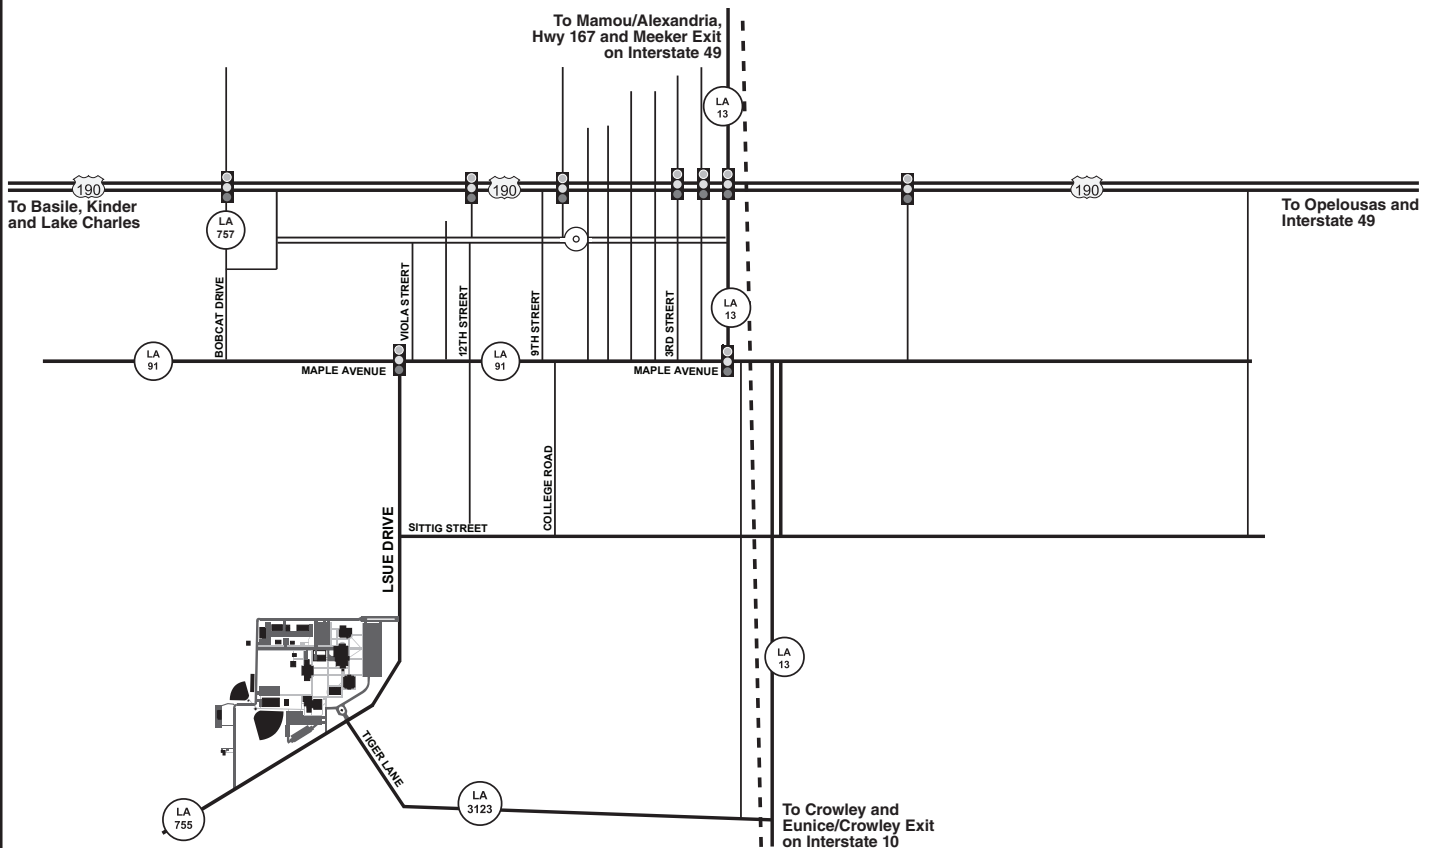 To Mamou/Alexandria,
Hwy 167 and Meeker Exit
on Interstate 49
LA
13
190
190
190
To Basile, Kinder
and Lake Charles
To Opelousas and
Interstate 49
LA
757
LA
13
BOBCAT DRIVE
VIOLA STRERT
12TH STRERT
9TH STRERT
3RD STRERT
LA
91
MAPLE AVENUE
LA
91
MAPLE AVENUE
COLLEGE ROAD
SITTIG STREET
LSUE DRIVE
LA
13
TIGER LANE
LA
3123
LA
755
To Crowley and
Eunice/Crowley Exit
on Interstate 10